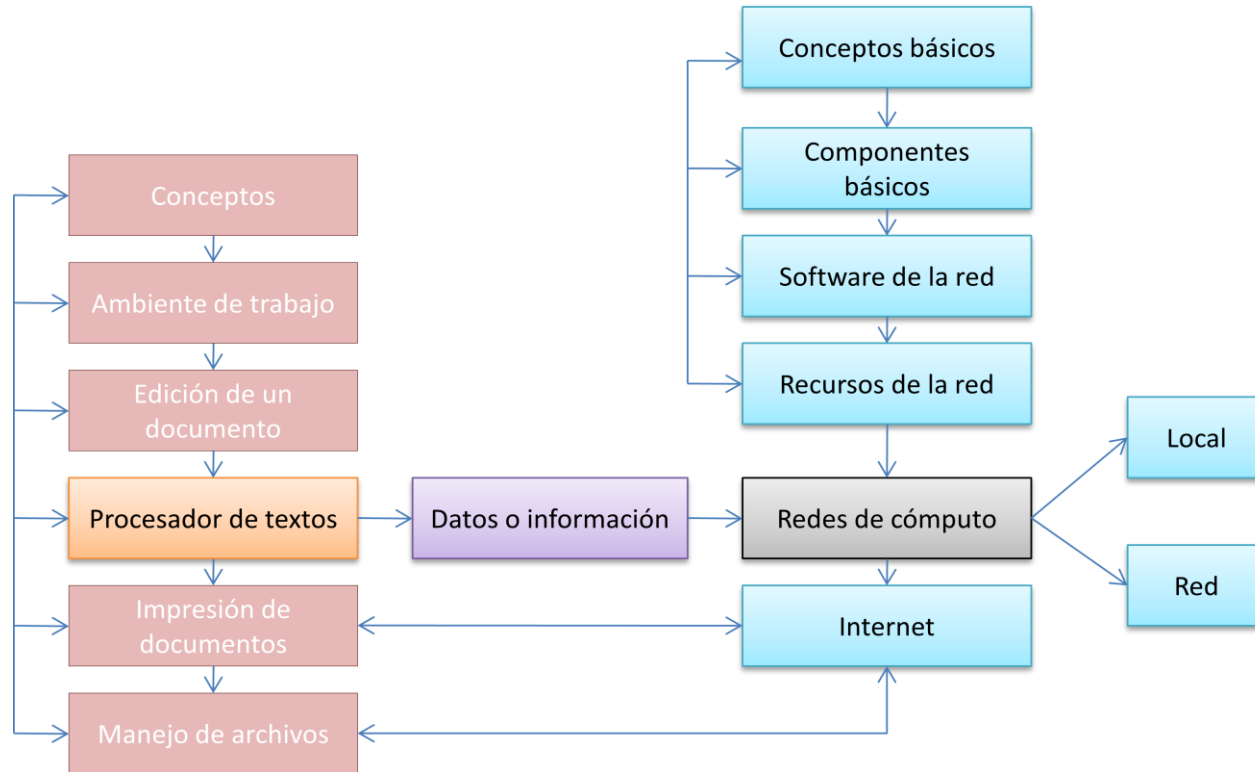 Conceptos básicos
Componentes
básicos
Software de la red
Recursos de la red
Conceptos
Ambiente de trabajo
Edición de un
documento
Procesador de textos
Datos o información
Redes de cómputo
Local
Red
Impresión de
documentos
Internet
Manejo de archivos